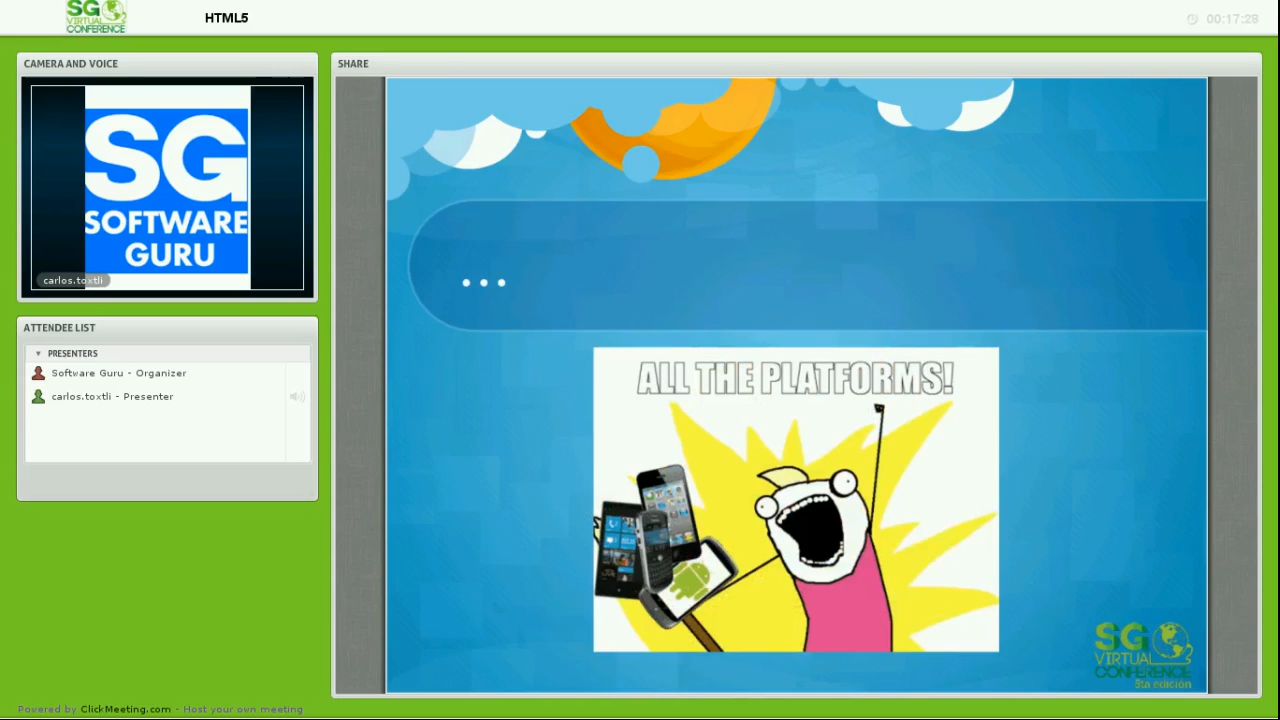 SG
VIRTUAL
CONFERENCE
HTML5
00:17:28
CAMERA AND VOICE
SG
SOFTWARE
GURU
carlos.toxtli
ATTENDEE LIST
PRESENTERS
Software Guru - Organizer
carlos.toxtli - Presenter
SHARE
...
ALL THE PLATFORMS!
SG
VIRTUAL
CONFERENCE
5ta edición
Powered by ClickMeeting.com - Host your own meeting